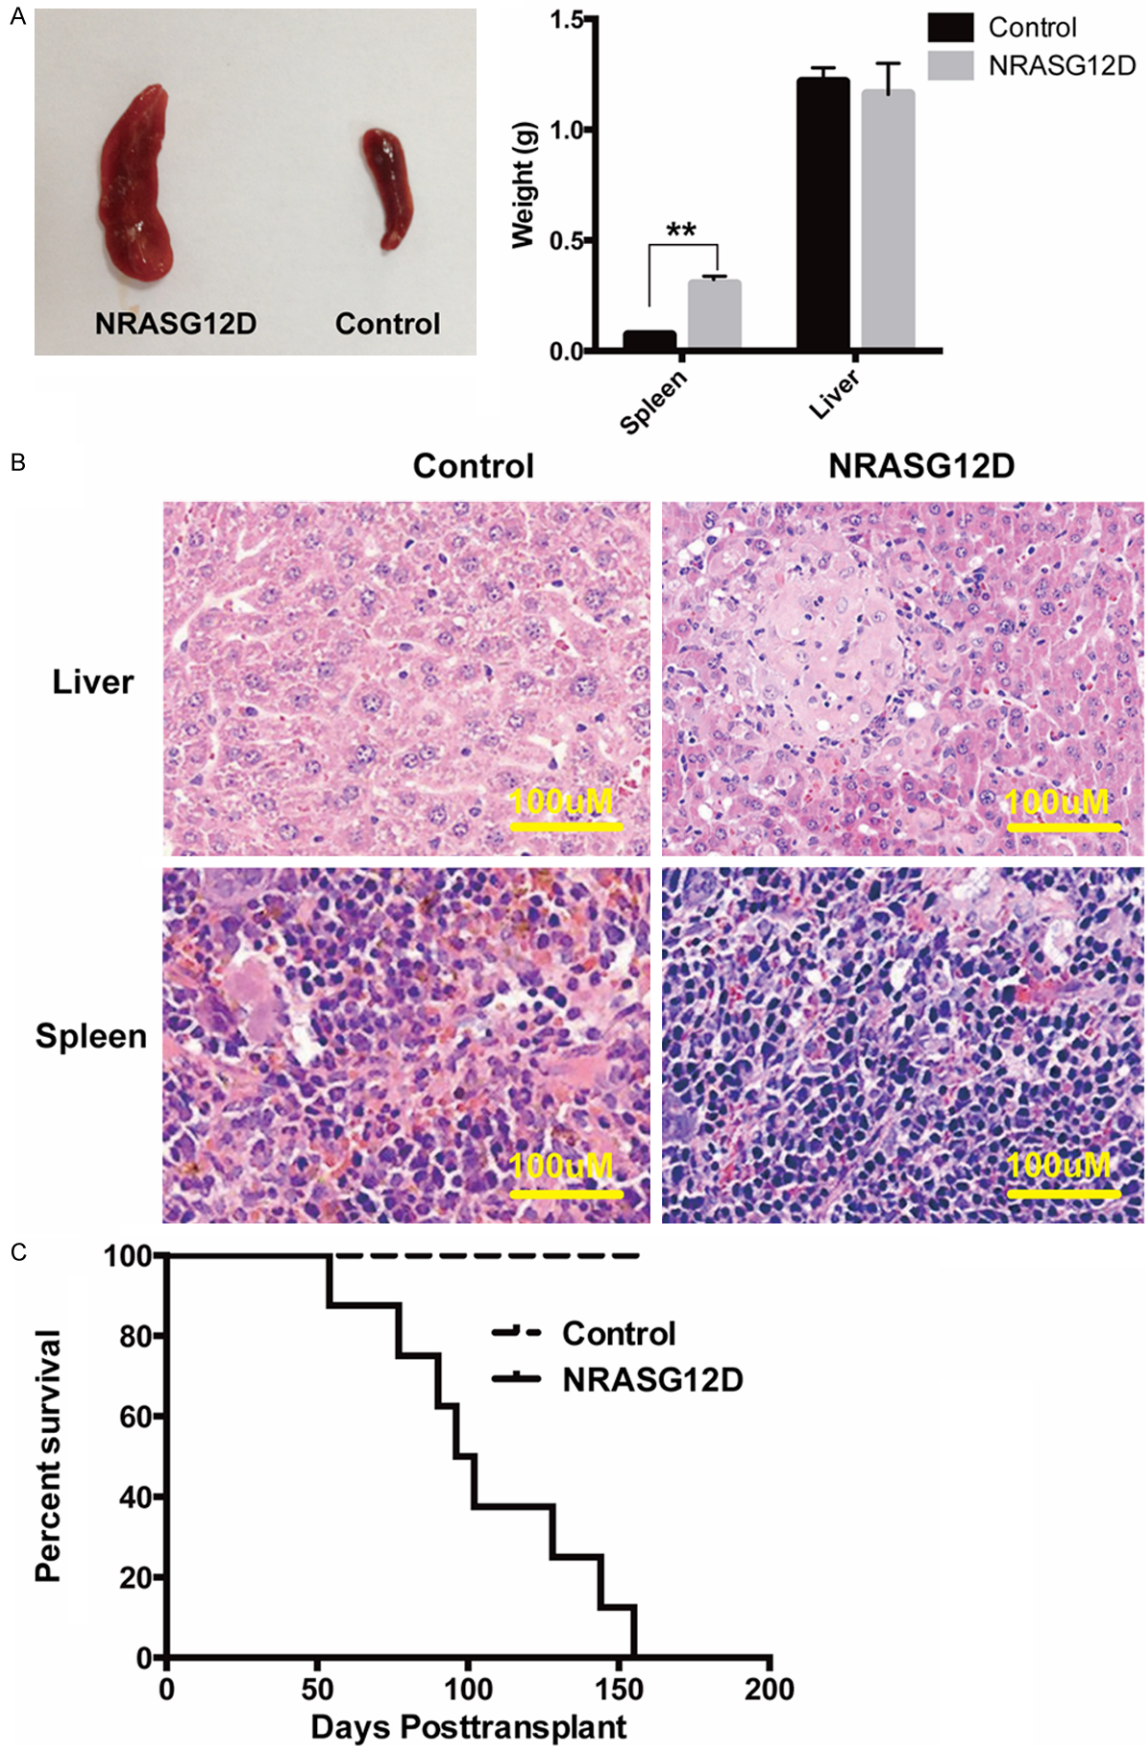 A
NRASG12D
Control
1.5
1.0
0.5
0.0
Weight (g)
**
Spleen
Liver
Control
NRASG12D
B
Control
NRASG12D
Liver
100uM
100uM
Spleen
100uM
100uM
C
100
80
60
40
20
0
Percent survival
Control
NRASG12D
0
50
100
150
200
Days Posttransplant